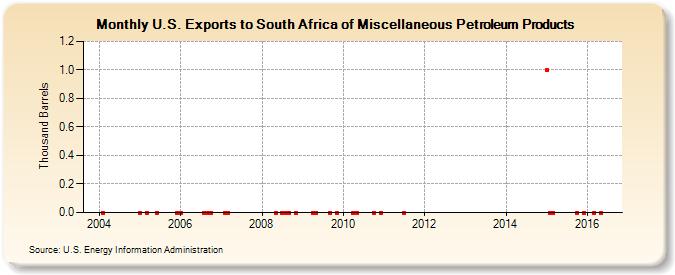 Monthly U.S. Exports to South Africa of Miscellaneous Petroleum Products
Thousand Barrels
1.2
1.0
0.8
0.6
0.4
0.2
0.0
2004 2006 2008 2010 2012 2014 2016
Source: U.S. Energy Information Administration